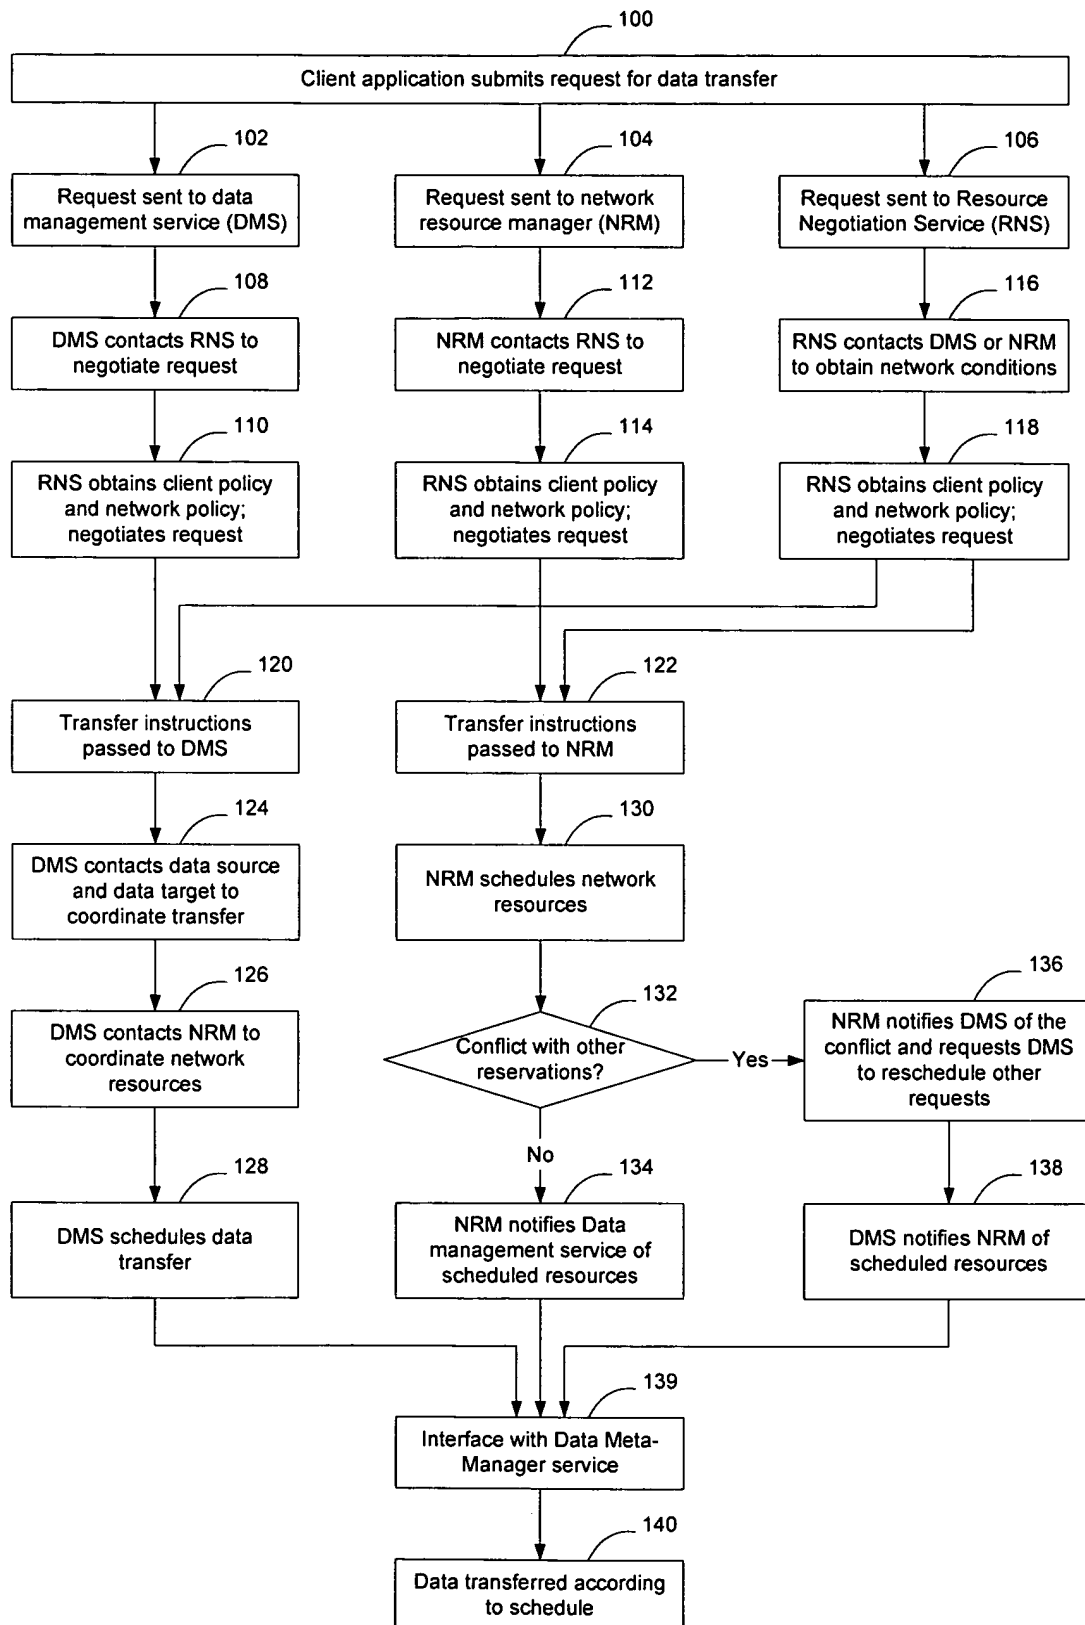 100
Client application submits request for data transfer
102
104
106
Request sent to data
management service (DMS)
Request sent to network
resource manager (NRM)
Request sent to Resource
Negotiation Service (RNS)
108
112
116
DMS contacts RNS to
negotiate request
NRM contacts RNS to
negotiate request
RNS contacts DMS or NRM
to obtain network conditions
110
114
118
RNS obtains client policy
and network policy;
negotiates request
RNS obtains client policy
and network policy;
negotiates request
RNS obtains client policy
and network policy;
negotiates request
120
122
Transfer instructions
passed to DMS
Transfer instructions
passed to NRM
124
130
DMS contacts data source
and data target to
coordinate transfer
NRM schedules network
resources
126
132
136
DMS contacts NRM to
coordinate network
resources
Conflict with other
reservations?
Yes
NRM notifies DMS of the
conflict and requests DMS
to reschedule other
requests
No
128
134
138
DMS schedules data
transfer
NRM notifies Data
management service of
scheduled resources
DMS notifies NRM of
scheduled resources
139
Interface with Data Meta-
Manager service
140
Data transferred according
to schedule